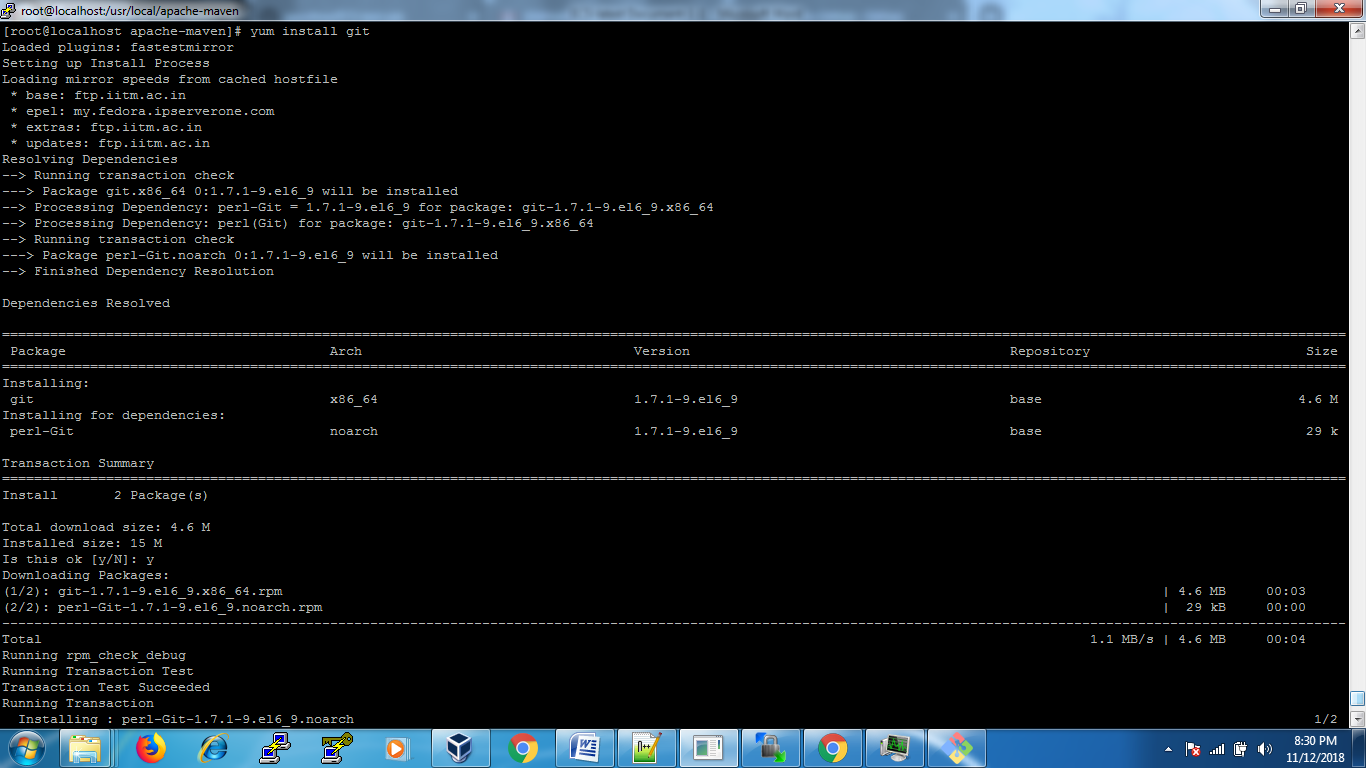 root@localhost:/usr/local/apache-maven
[root@localhost apache-maven]# yum install git
Loaded plugins: fastestmirror
Setting up Install Process
Loading mirror speeds from cached hostfile
 * base: ftp.iitm.ac.in
 * epel: my.fedora.ipserverone.com
 * extras: ftp.iitm.ac.in
 * updates: ftp.iitm.ac.in
Resolving Dependencies
--> Running transaction check
---> Package git.x86_64 0:1.7.1-9.el6_9 will be installed
--> Processing Dependency: perl-Git = 1.7.1-9.el6_9 for package: git-1.7.1-9.el6_9.x86_64
--> Processing Dependency: perl(Git) for package: git-1.7.1-9.el6_9.x86_64
--> Running transaction check
---> Package perl-Git.noarch 0:1.7.1-9.el6_9 will be installed
--> Finished Dependency Resolution
Dependencies Resolved
Package Arch Version Repository Size
Installing:
 git x86_64 1.7.1-9.el6_9 base 4.6 M
Installing for dependencies:
 perl-Git noarch 1.7.1-9.el6_9 base 29 k
Transaction Summary
Install 2 Package(s)
Total download size: 4.6 M
Installed size: 15 M
Is this ok [y/N]: y
Downloading Packages:
(1/2): git-1.7.1-9.el6_9.x86_64.rpm | 4.6 MB 00:03
(2/2): perl-Git-1.7.1-9.el6_9.noarch.rpm | 29 kB 00:00
Total 1.1 MB/s | 4.6 MB 00:04
Running rpm_check_debug
Running Transaction Test
Transaction Test Succeeded
Running Transaction
  Installing : perl-Git-1.7.1-9.el6_9.noarch 1/2
8:30 PM
11/12/2018